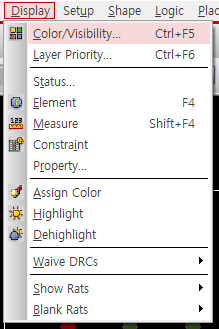 Display Setup Shape Logic Plac
Color/Visibility... Ctrl+F5
Layer Priority... Ctrl+F6
Status...
Element F4
Measure Shift+F4
Constraint
Property...
Assign Color
Highlight
Dehighlight
Waive DRCs
Show Rats
Blank Rats